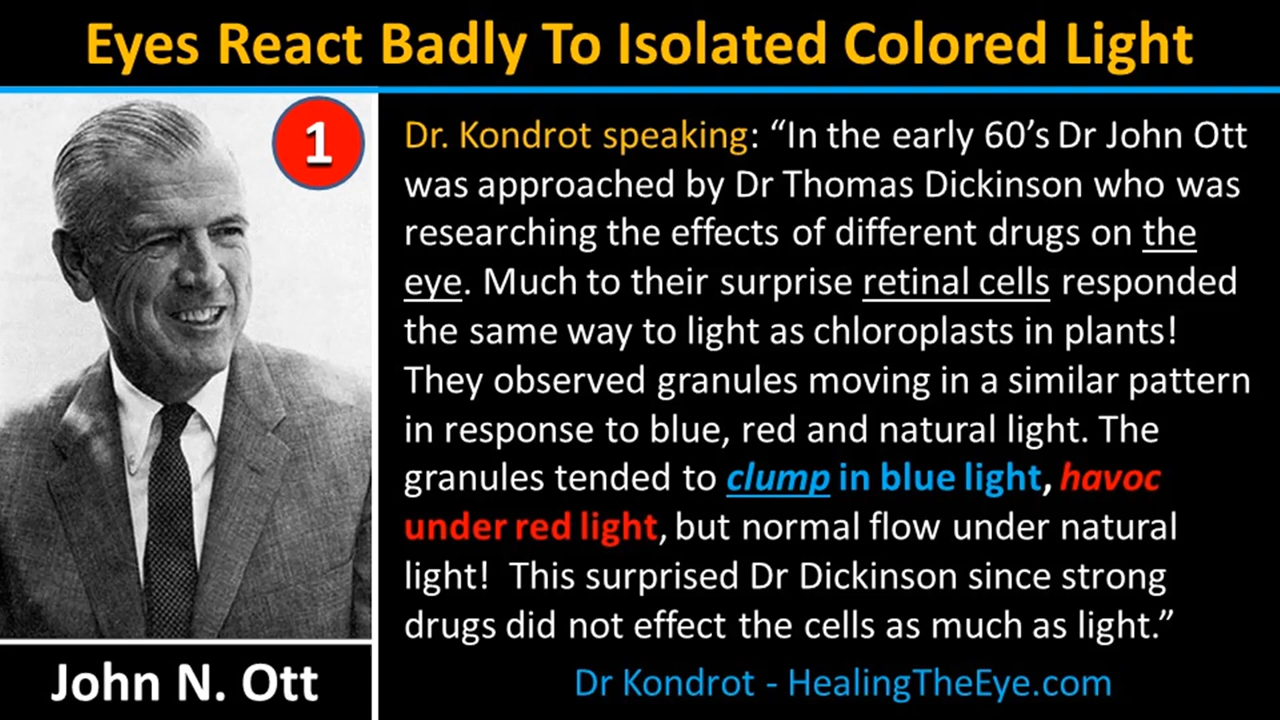 Eyes React Badly To Isolated Colored Light
1
Dr. Kondrot speaking: “In the early 60’s Dr John Ott
was approached by Dr Thomas Dickinson who was
researching the effects of different drugs on the
eye. Much to their surprise retinal cells responded
the same way to light as chloroplasts in plants!
They observed granules moving in a similar pattern
in response to blue, red and natural light. The
granules tended to clump in blue light, havoc
under red light, but normal flow under natural
light!  This surprised Dr Dickinson since strong
drugs did not effect the cells as much as light.”
John N. Ott
Dr Kondrot - HealingTheEye.com